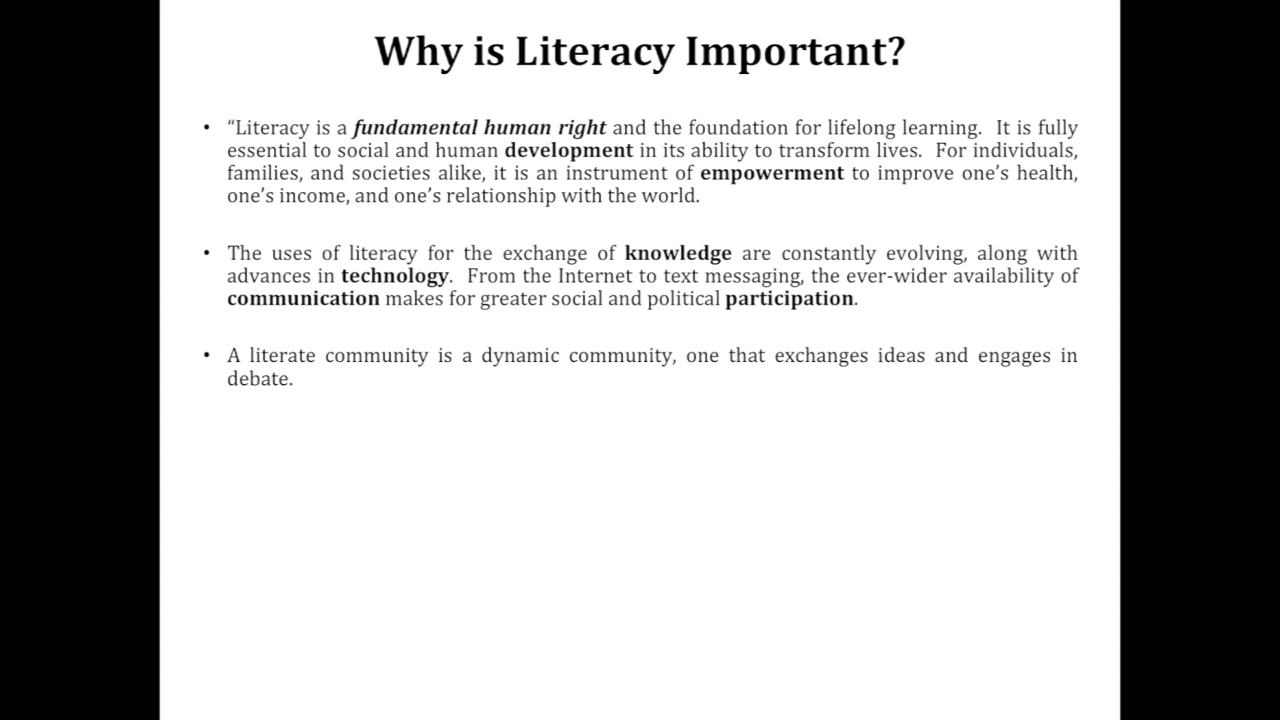 Why is Literacy Important?
• “Literacy is a fundamental human right and the foundation for lifelong learning.  It is fully
essential to social and human development in its ability to transform lives.  For individuals,
families, and societies alike, it is an instrument of empowerment to improve one’s health,
one’s income, and one’s relationship with the world.
• The uses of literacy for the exchange of knowledge are constantly evolving, along with
advances in technology.  From the Internet to text messaging, the ever-wider availability of
communication makes for greater social and political participation.
• A literate community is a dynamic community, one that exchanges ideas and engages in
debate.